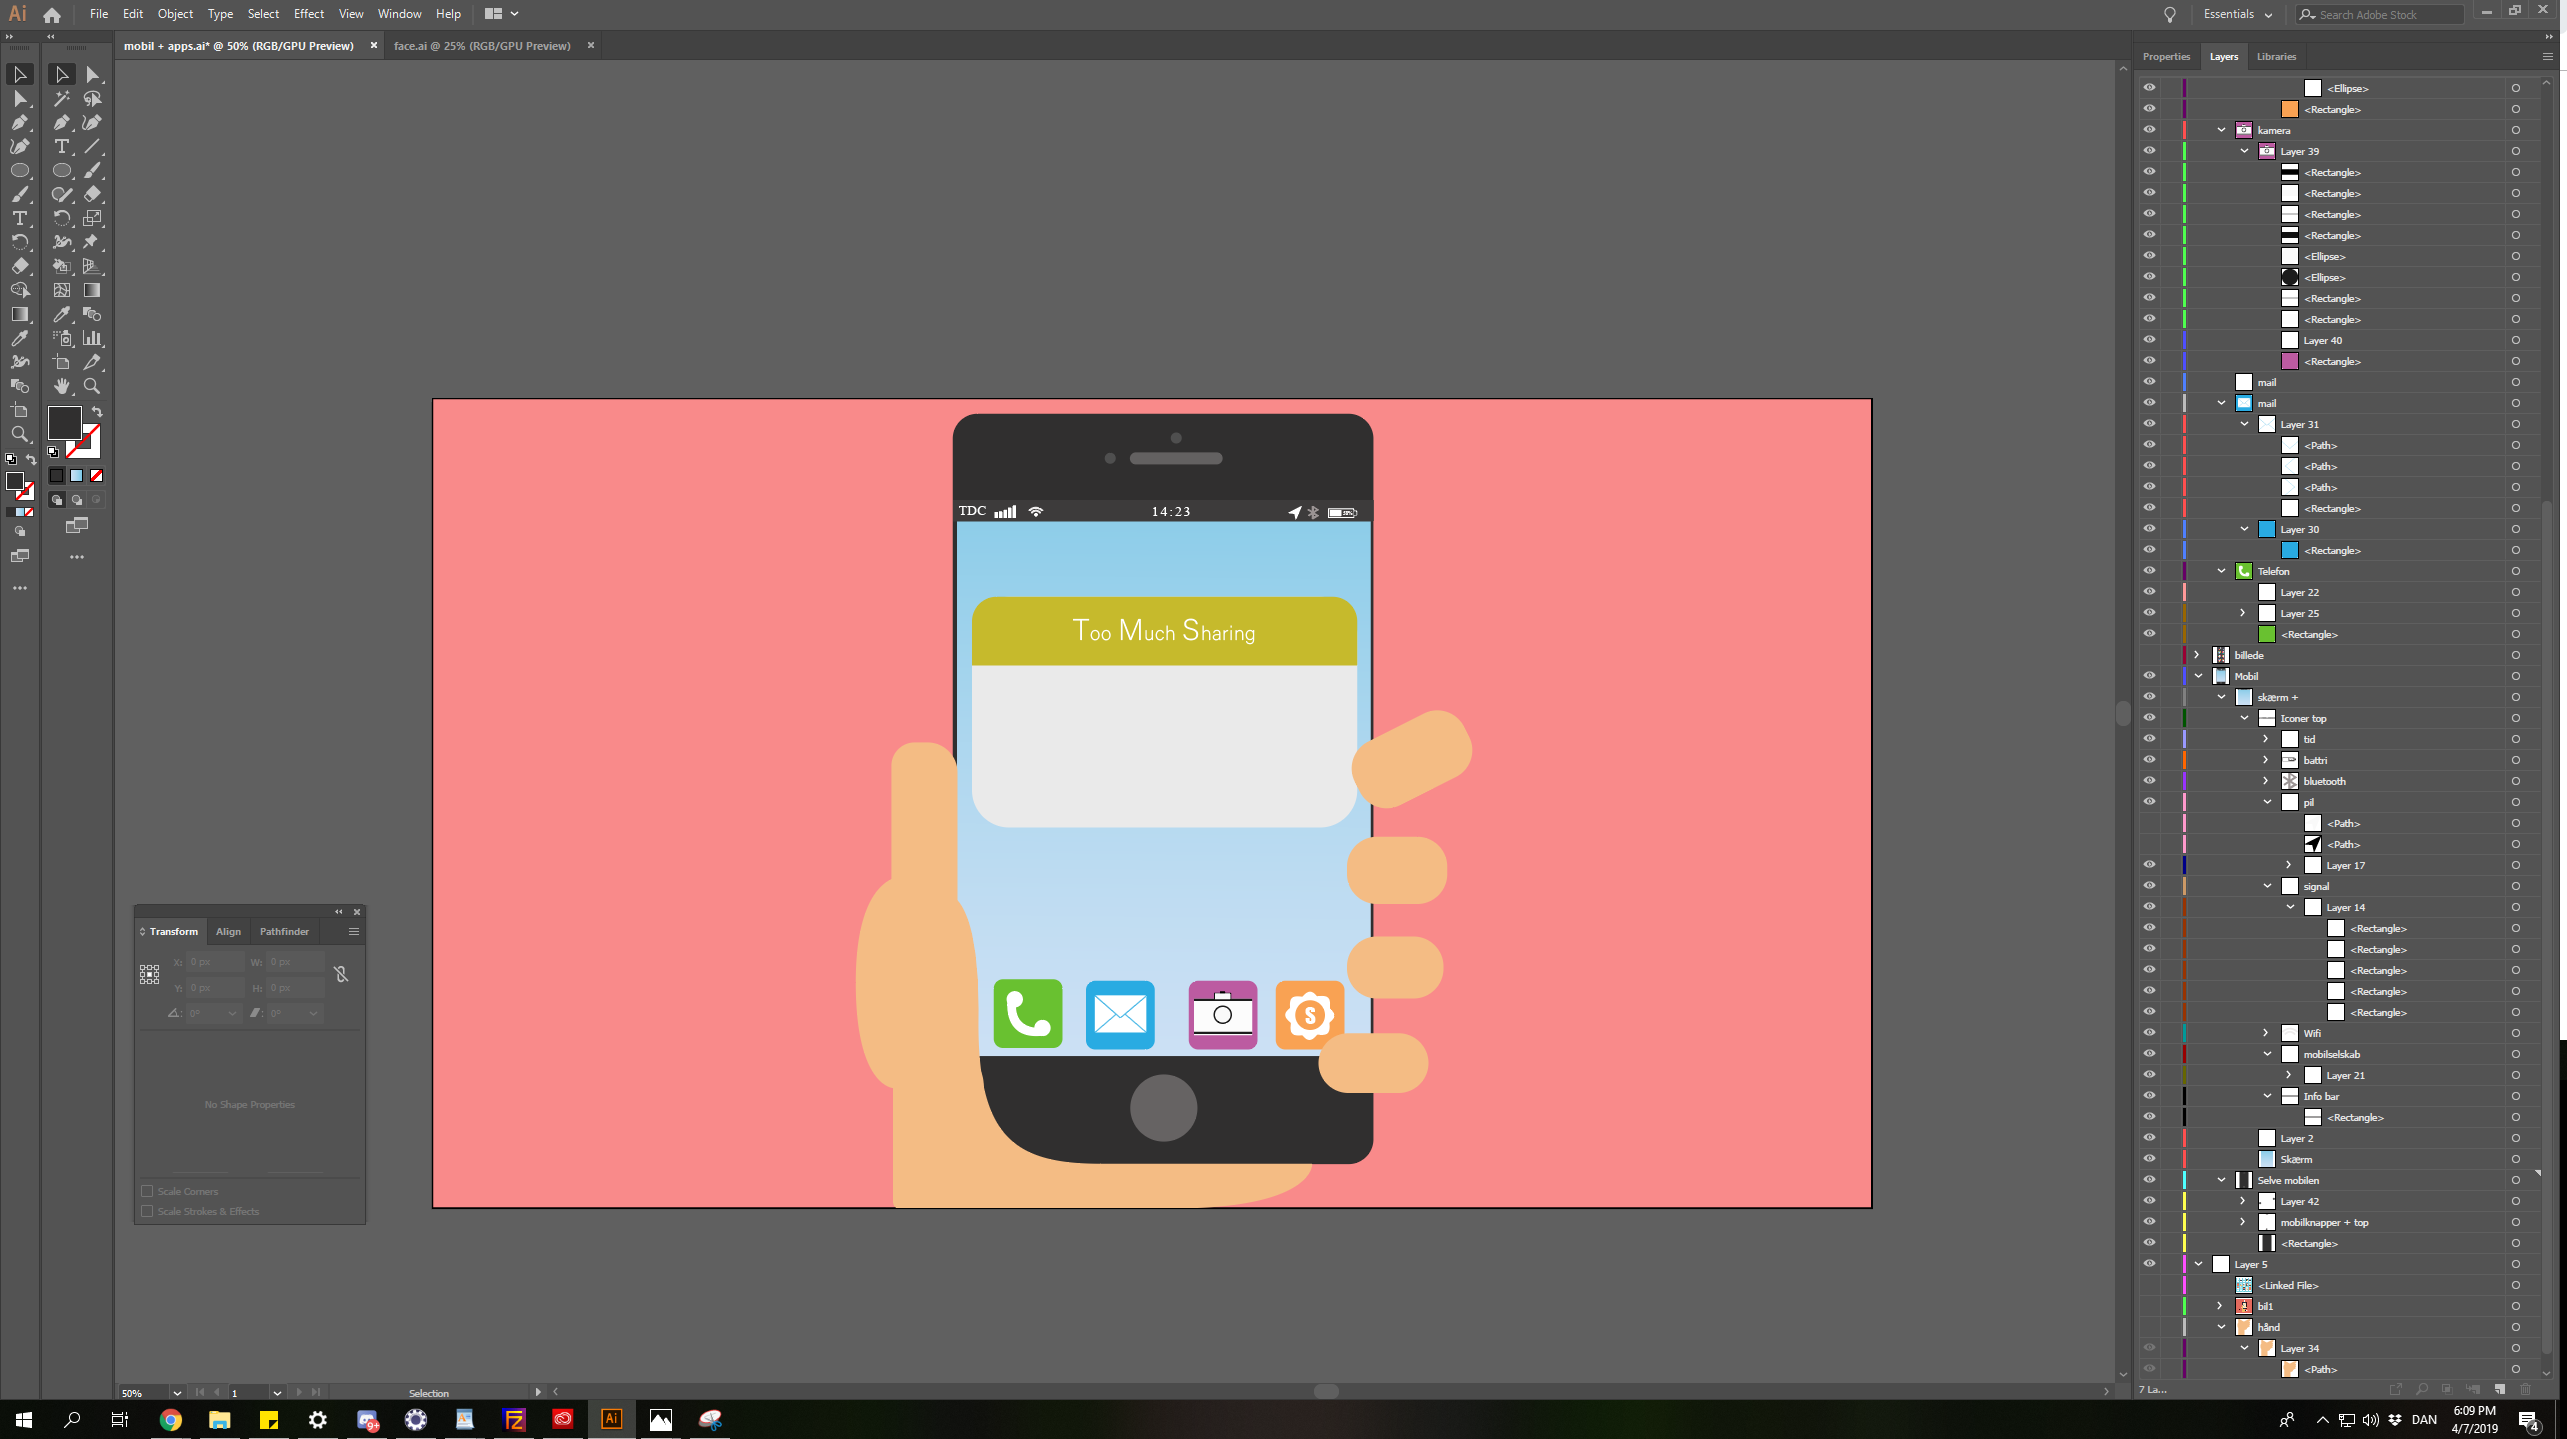 Ai File Edit Object Type Select Effect View Window Help Essentials Search Adobe Stock
mobil + apps.ai* @ 50% (RGB/GPU Preview) × face.ai @ 25% (RGB/GPU Preview) ×
Properties Layers Libraries
<Ellipse>
<Rectangle>
kamera
Layer 39
<Rectangle>
<Rectangle>
<Rectangle>
<Rectangle>
<Ellipse>
<Ellipse>
<Rectangle>
<Rectangle>
Layer 40
<Rectangle>
mail
mail
Layer 31
<Path>
<Path>
<Path>
<Rectangle>
Layer 30
<Rectangle>
Telefon
Layer 22
Layer 25
<Rectangle>
billede
Mobil
skærm +
Iconer top
tid
battri
bluetooth
pil
<Path>
<Path>
Layer 17
signal
Layer 14
<Rectangle>
<Rectangle>
<Rectangle>
<Rectangle>
<Rectangle>
Wifi
mobilselskab
Layer 21
Info bar
<Rectangle>
Layer 2
Skærm
Selve mobilen
Layer 42
mobilknapper + top
<Rectangle>
Layer 5
<Linked File>
bil1
hånd
Layer 34
<Path>
7 La...
TDC 14:23
Too Much Sharing
S
Transform Align Pathfinder
X: 0 px W: 0 px
Y: 0 px H: 0 px
0° 0°
No Shape Properties
Scale Corners
Scale Strokes & Effects
50% 1 Selection
9+ Ai DAN 6:09 PM
4/7/2019 4